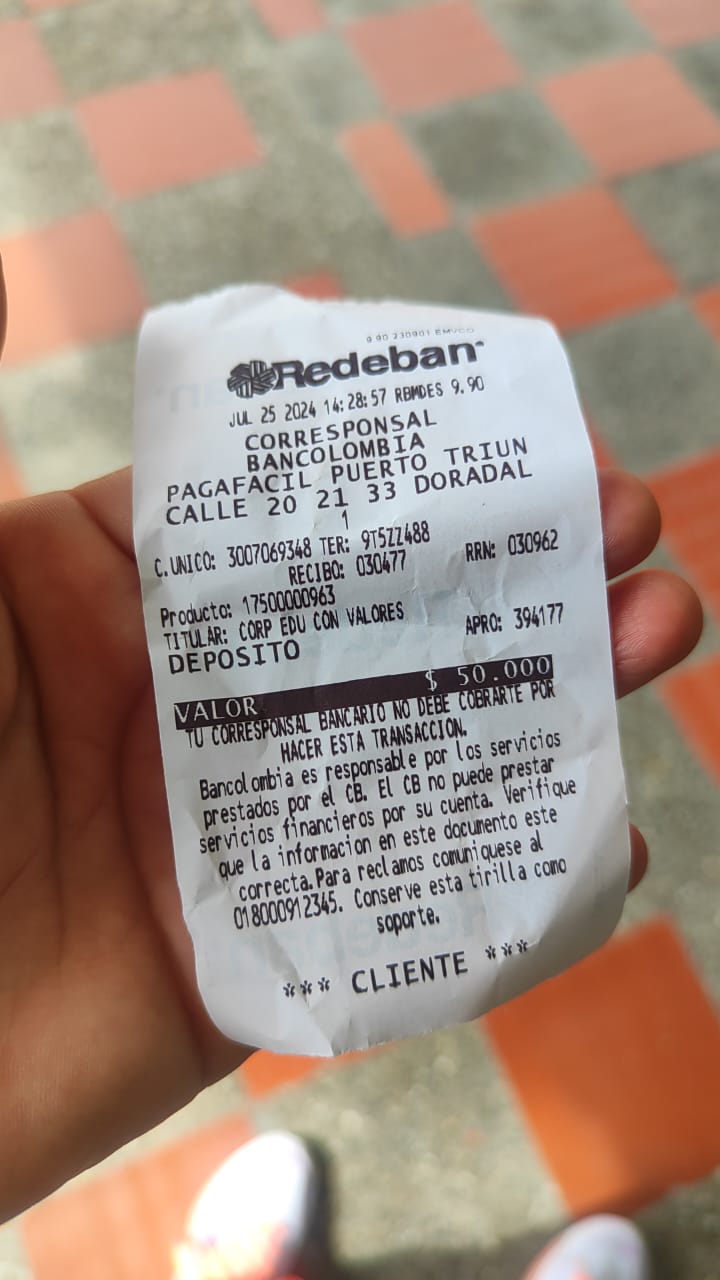 9.90 230901 EMVCO
Redeban
JUL 25 2024 14:28:57 RBMDES 9.90
CORRESPONSAL
BANCOLOMBIA
PAGAFACIL PUERTO TRIUN
CALLE 20 21 33 DORADAL
1
C.UNICO: 3007069348 TER: 9T5ZZ488
RECIBO: 030477 RRN: 030962
Producto: 17500000963
TITULAR: CORP EDU CON VALORES APRO: 394177
DEPOSITO
VALOR $ 50.000
TU CORRESPONSAL BANCARIO NO DEBE COBRARTE POR
HACER ESTA TRANSACCION.
Bancolombia es responsable por los servicios
prestados por el CB. El CB no puede prestar
servicios financieros por su cuenta. Verifique
que la informacion en este documento este
correcta.Para reclamos comuniquese al
018000912345. Conserve esta tirilla como
soporte.
*** CLIENTE ***